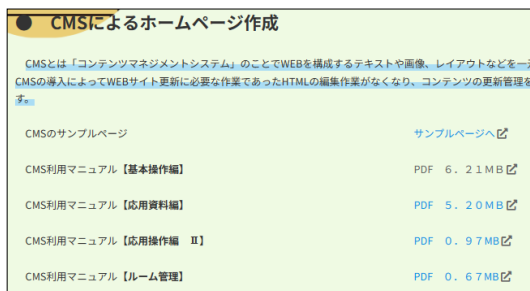 ● CMSによるホームページ作成
CMSとは「コンテンツマネジメントシステム」のことでWEBを構成するテキストや画像、レイアウトなどを一
CMSの導入によってWEBサイト更新に必要な作業であったHTMLの編集作業がなくなり、コンテンツの更新管理を
す。
CMSのサンプルページ サンプルページへ
CMS利用マニュアル【基本操作編】 PDF 6．21MB
CMS利用マニュアル【応用資料編】 PDF 5．20MB
CMS利用マニュアル【応用操作編 Ⅱ】 PDF 0．97MB
CMS利用マニュアル【ルーム管理】 PDF 0．67MB